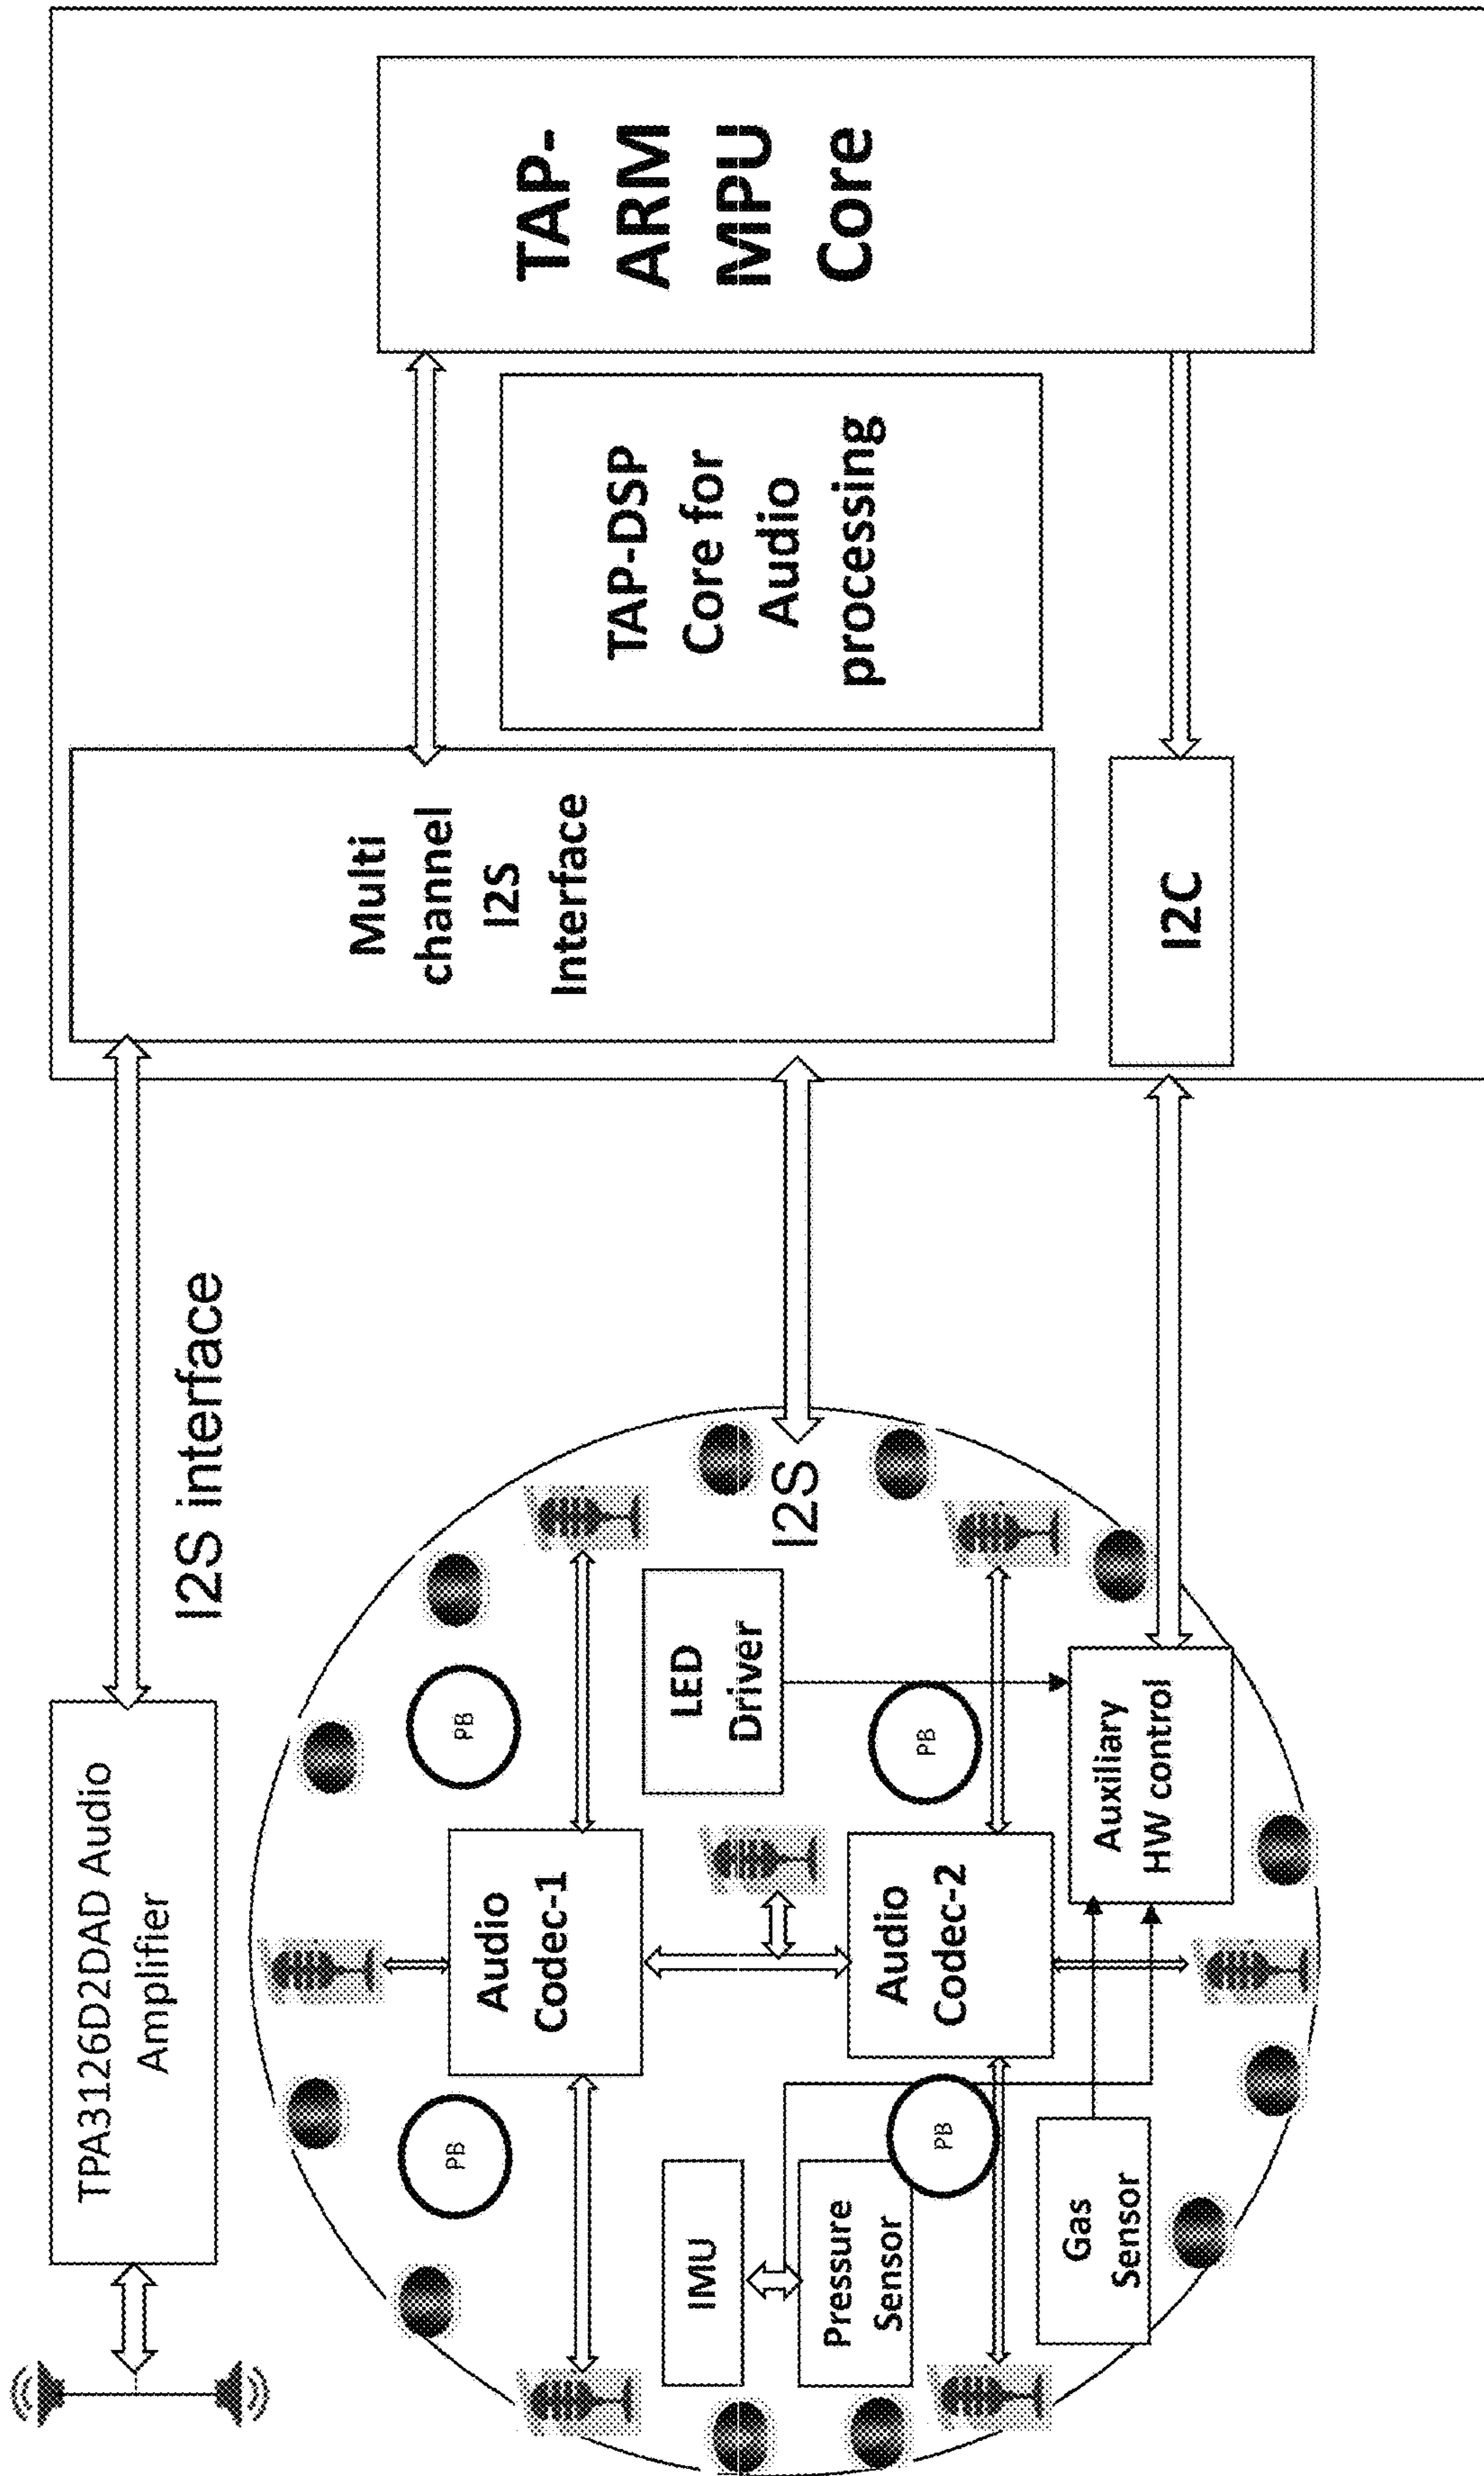 TPA3126D2DAD Audio
Amplifier
I2S interface
PB
PB
Audio
Codec-1
IMU
Pressure
Sensor
LED
Driver
I2S
PB
PB
Audio
Codec-2
Gas
Sensor
Auxiliary
HW control
Multi
channel
I2S
Interface
I2C
TAP-DSP
Core for
Audio
processing
TAP-
ARM
MPU
Core